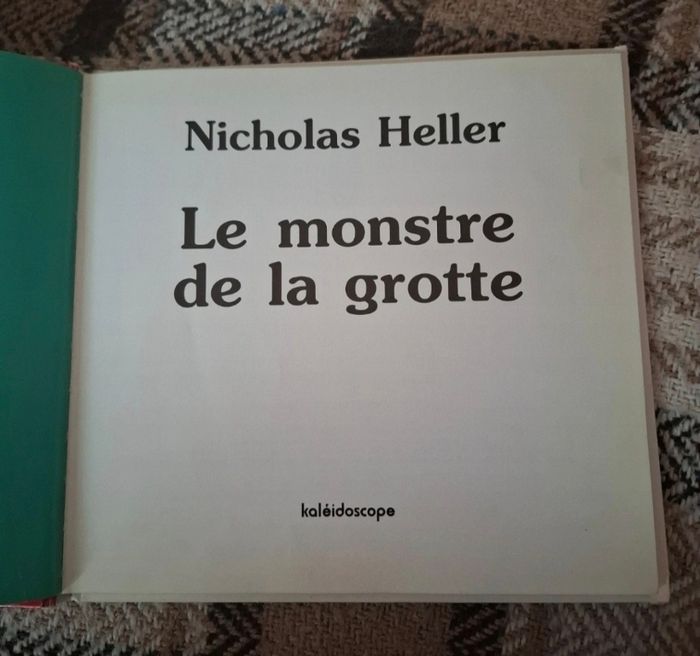 Nicholas Heller
Le monstre
de la grotte
kaléidoscope